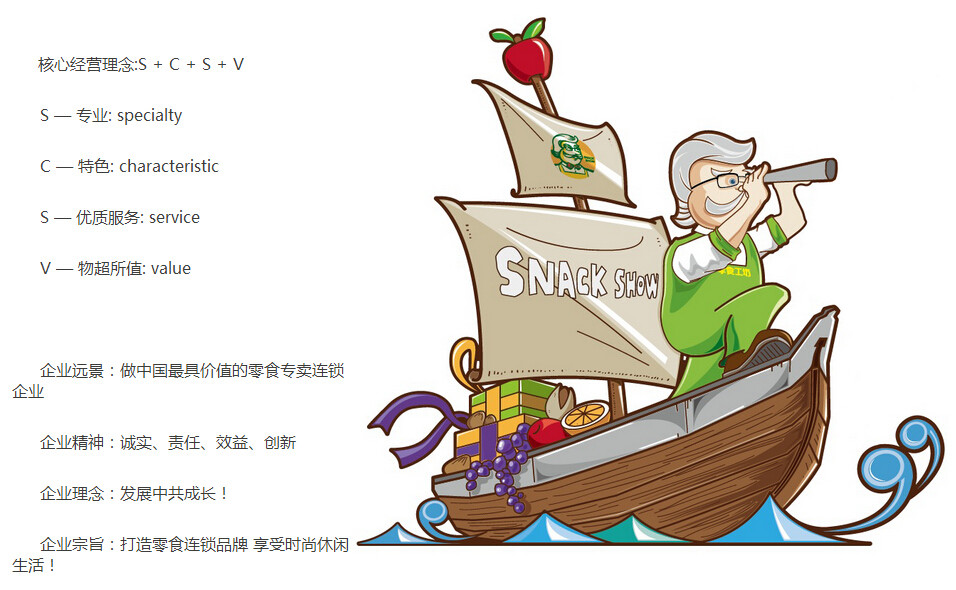 核心经营理念:S + C + S + V
S — 专业: specialty
C — 特色: characteristic
S — 优质服务: service
V — 物超所值: value
企业远景：做中国最具价值的零食专卖连锁
企业
企业精神：诚实、责任、效益、创新
企业理念：发展中共成长！
企业宗旨：打造零食连锁品牌 享受时尚休闲
生活！
SNACK SHOW
食工坊